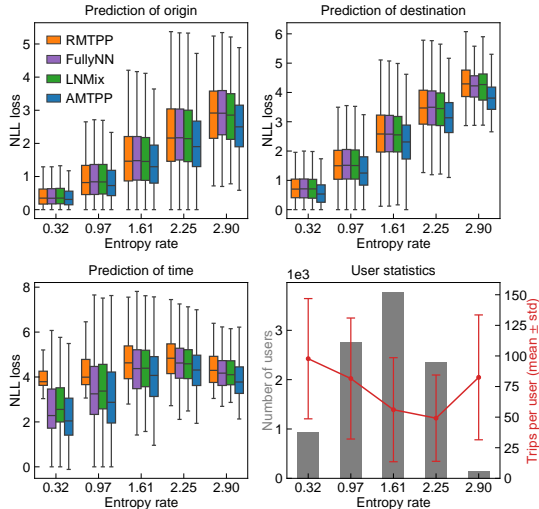 Prediction of origin
NLL loss
5
4
3
2
1
0
RMTPP
FullyNN
LNMix
AMTPP
0.32 0.97 1.61 2.25 2.90
Entropy rate
Prediction of destination
NLL loss
6
5
4
3
2
1
0
0.32 0.97 1.61 2.25 2.90
Entropy rate
Prediction of time
NLL loss
8
6
4
2
0
0.32 0.97 1.61 2.25 2.90
Entropy rate
User statistics
1e3
Number of users
3
2
1
0
150
125
100
75
50
25
0
Trips per user (mean ± std)
0.32 0.97 1.61 2.25 2.90
Entropy rate